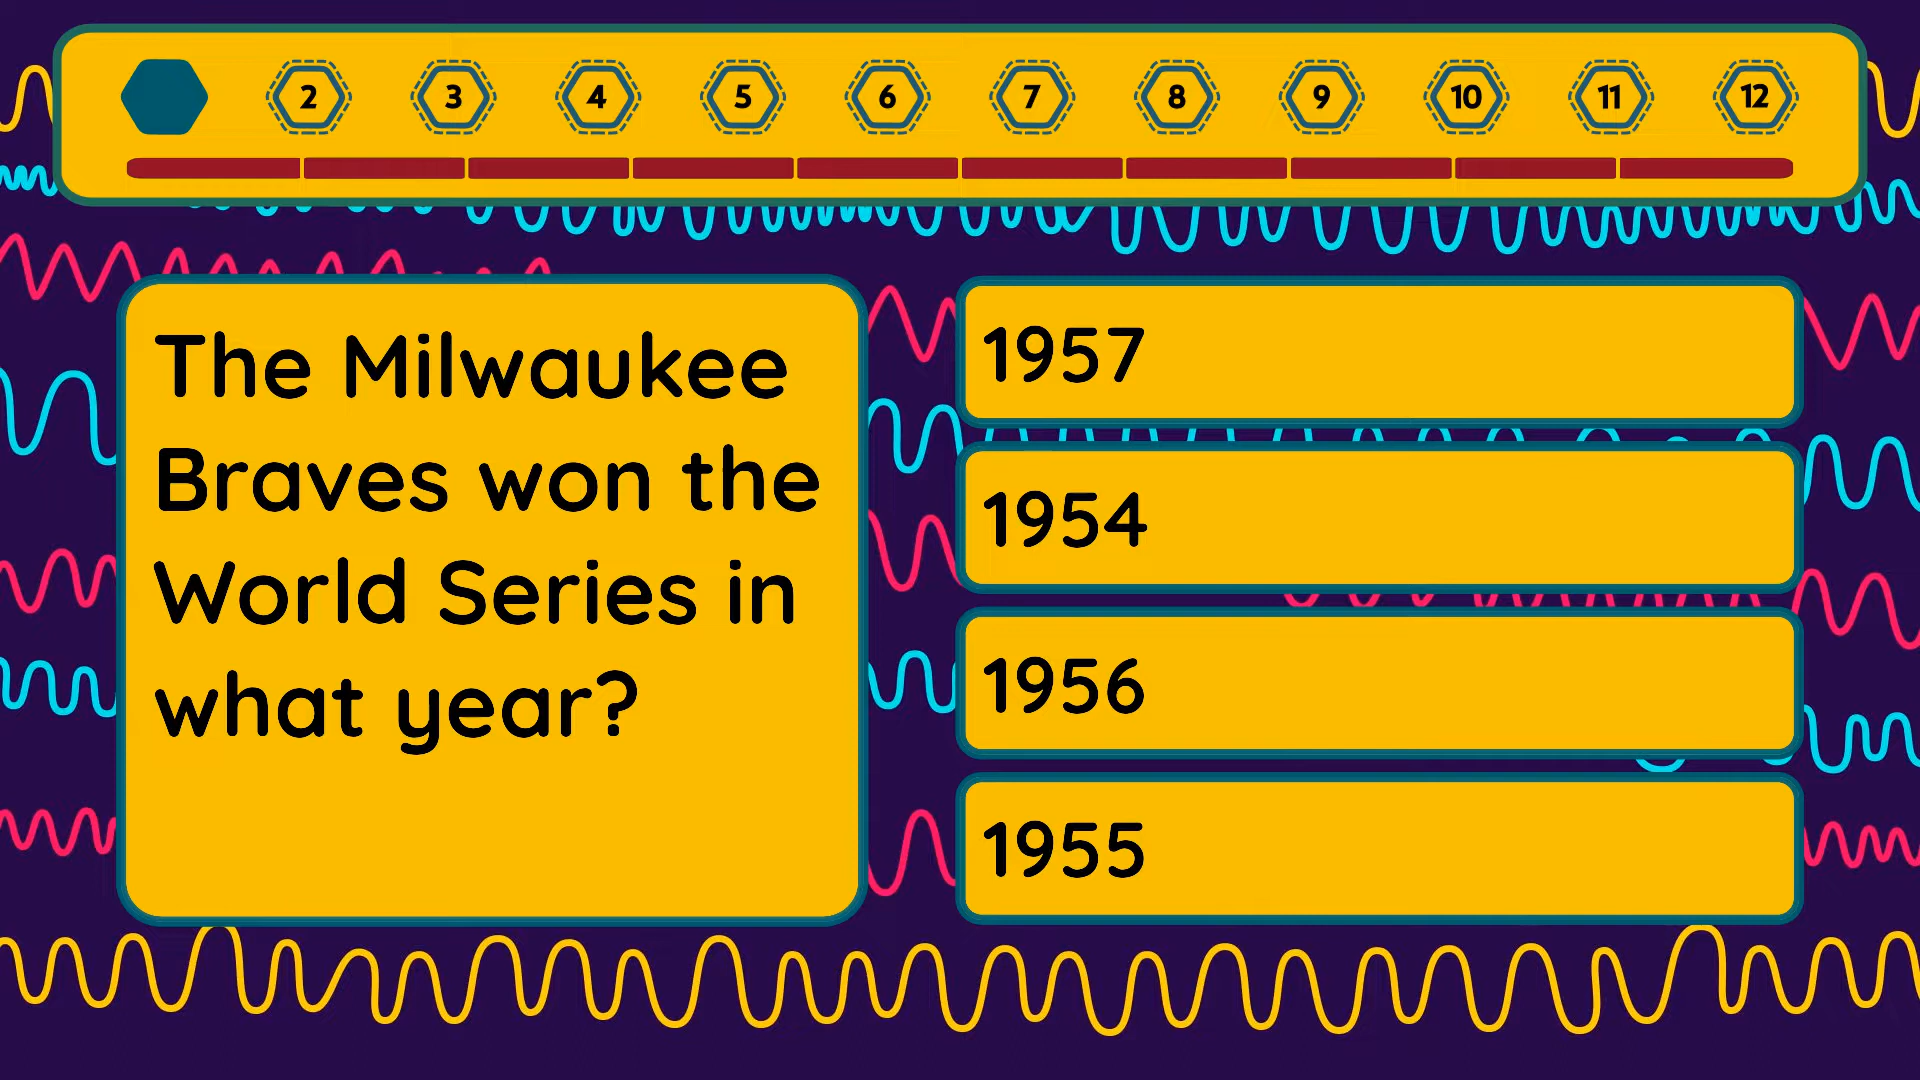 2 3 4 5 6 7 8 9 10 11 12
The Milwaukee
Braves won the
World Series in
what year?
1957
1954
1956
1955